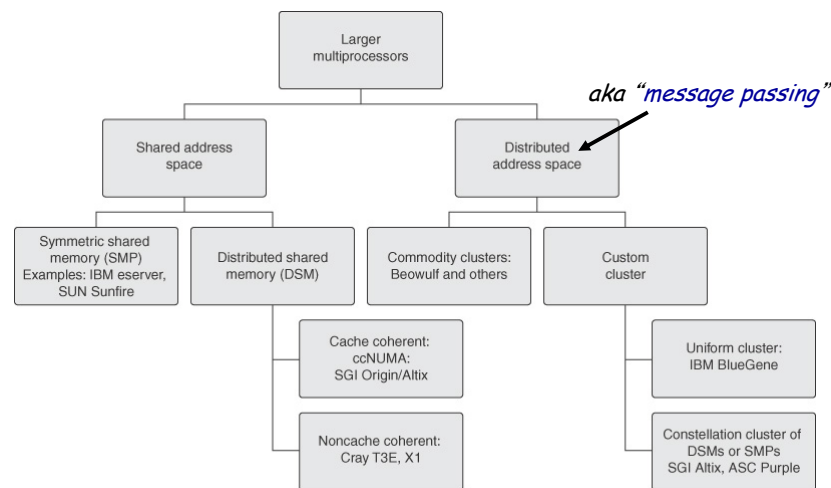 Larger
multiprocessors
aka “message passing”
Shared address
space
Distributed
address space
Symmetric shared
memory (SMP)
Examples: IBM eserver,
SUN Sunfire
Distributed shared
memory (DSM)
Commodity clusters:
Beowulf and others
Custom
cluster
Cache coherent:
ccNUMA:
SGI Origin/Altix
Uniform cluster:
IBM BlueGene
Noncache coherent:
Cray T3E, X1
Constellation cluster of
DSMs or SMPs
SGI Altix, ASC Purple